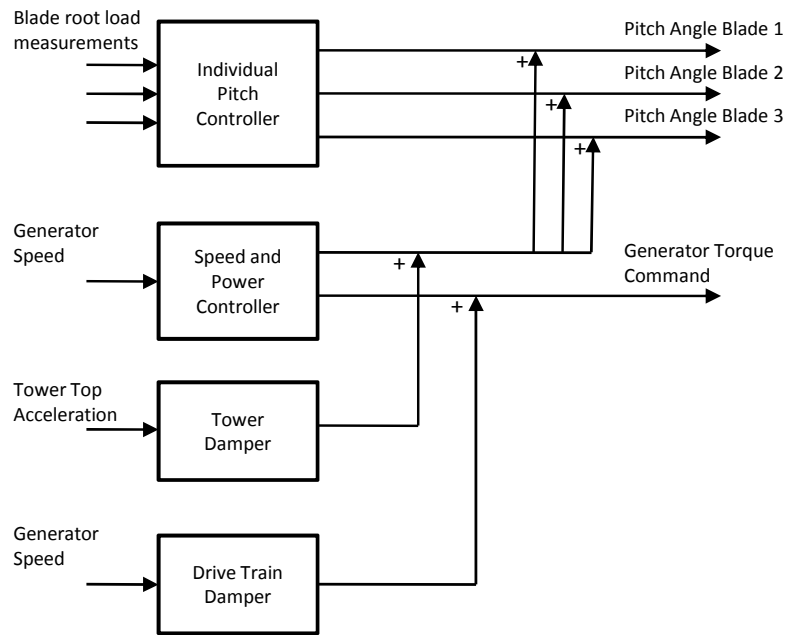 Blade root load
measurements
Individual
Pitch
Controller
Pitch Angle Blade 1
+
Pitch Angle Blade 2
+
Pitch Angle Blade 3
+
Generator
Speed
Speed and
Power
Controller
+
+
Generator Torque
Command
Tower Top
Acceleration
Tower
Damper
Generator
Speed
Drive Train
Damper